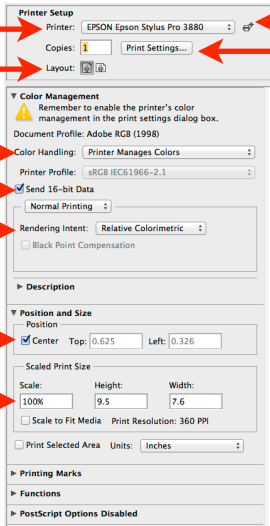 Printer Setup
Printer: EPSON Epson Stylus Pro 3880
Copies: 1 Print Settings...
Layout:
Color Management
Remember to enable the printer's color
management in the print settings dialog box.
Document Profile: Adobe RGB (1998)
Color Handling: Printer Manages Colors
Printer Profile: sRGB IEC61966-2.1
Send 16-bit Data
Normal Printing
Rendering Intent: Relative Colorimetric
Black Point Compensation
Description
Position and Size
Position
Center Top: 0.625 Left: 0.326
Scaled Print Size
Scale: Height: Width:
100% 9.5 7.6
Scale to Fit Media Print Resolution: 360 PPI
Print Selected Area Units: Inches
Printing Marks
Functions
PostScript Options Disabled